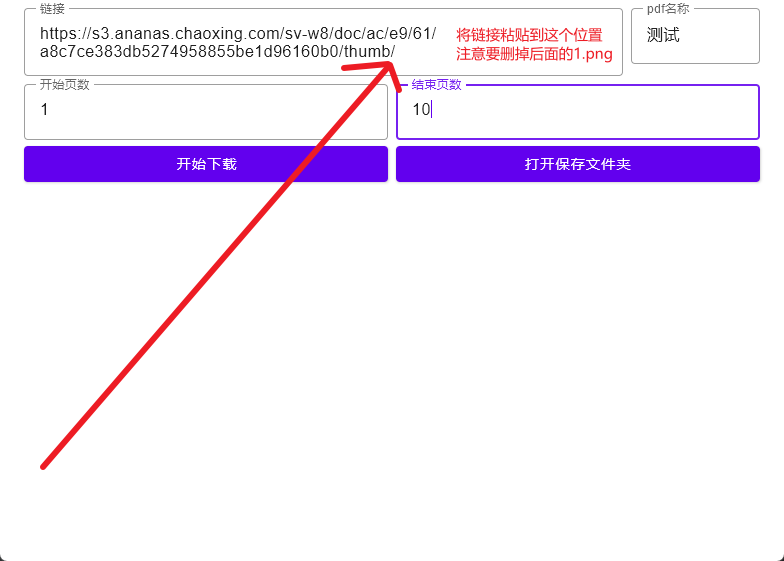 链接
https://s3.ananas.chaoxing.com/sv-w8/doc/ac/e9/61/
a8c7ce383db5274958855be1d96160b0/thumb/
将链接粘贴到这个位置
注意要删掉后面的1.png
pdf名称
测试
开始页数
1
结束页数
10
开始下载
打开保存文件夹